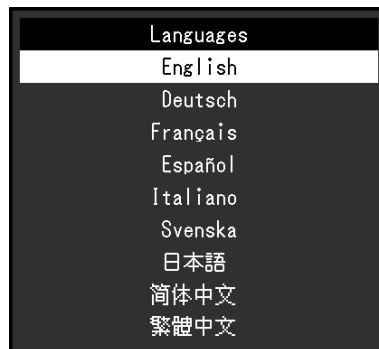 Languages
English
Deutsch
Français
Español
Italiano
Svenska
日本語
简体中文
繁體中文